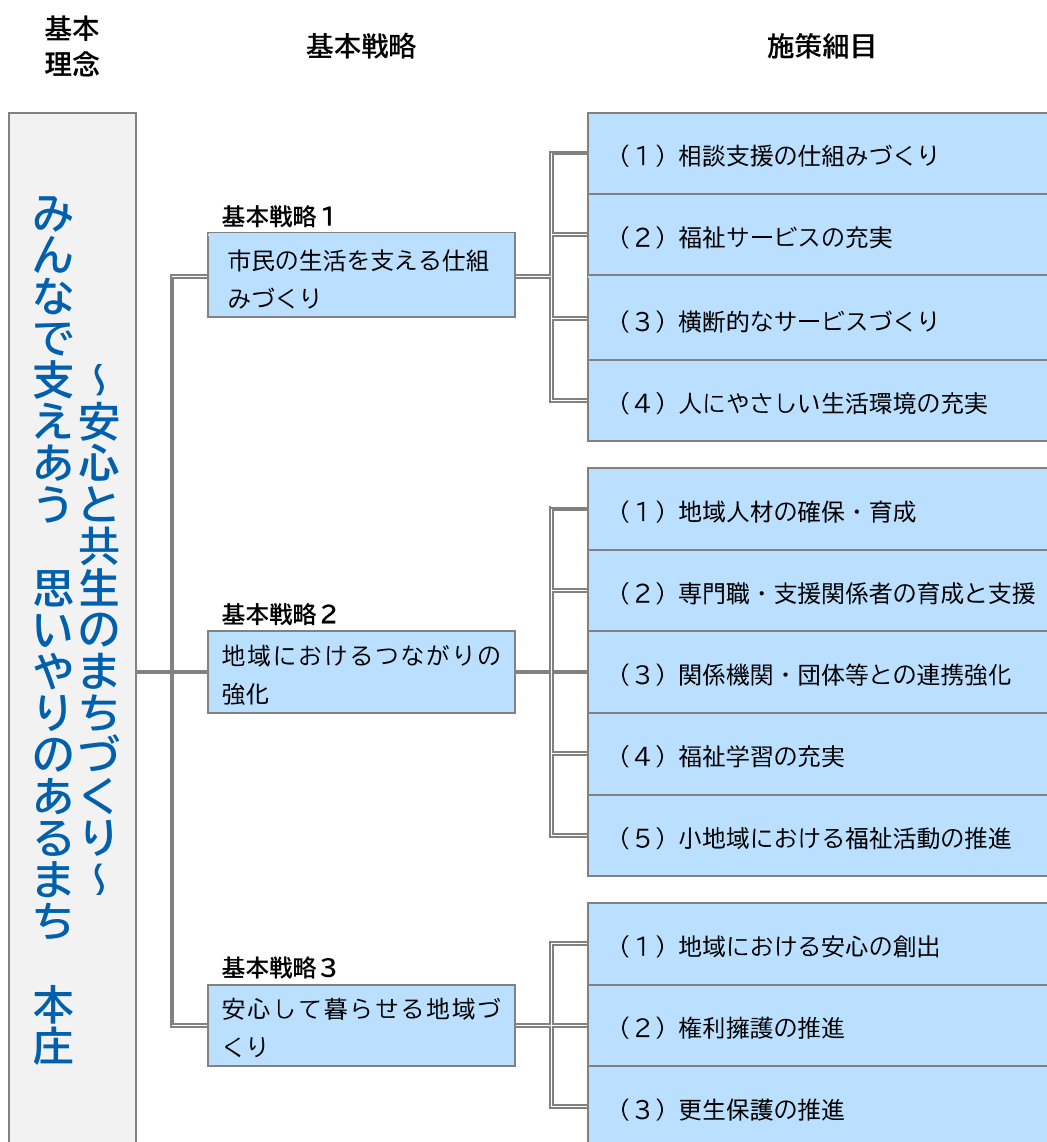 基本
理念
基本戦略
施策細目
みんなで支えあう　思いやりのあるまち　本庄
～安心と共生のまちづくり～
基本戦略１
市民の生活を支える仕組
みづくり
（１）相談支援の仕組みづくり
（２）福祉サービスの充実
（３）横断的なサービスづくり
（４）人にやさしい生活環境の充実
基本戦略２
地域におけるつながりの
強化
（１）地域人材の確保・育成
（２）専門職・支援関係者の育成と支援
（３）関係機関・団体等との連携強化
（４）福祉学習の充実
（５）小地域における福祉活動の推進
基本戦略３
安心して暮らせる地域づ
くり
（１）地域における安心の創出
（２）権利擁護の推進
（３）更生保護の推進